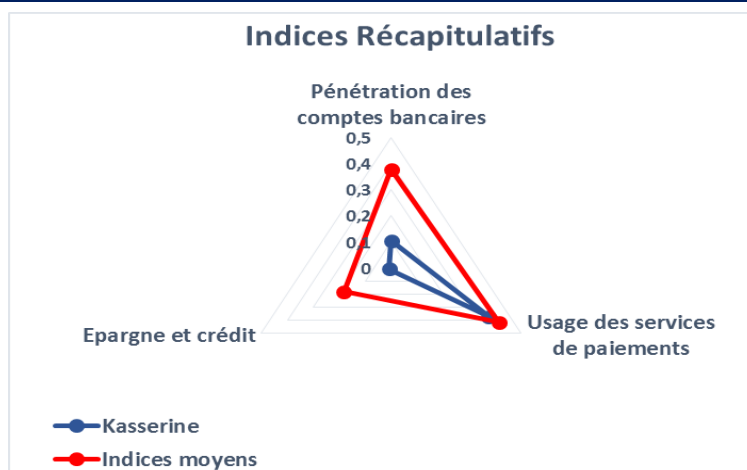 Indices Récapitulatifs
Pénétration des
comptes bancaires
0,5
0,4
0,3
0,2
0,1
0
Epargne et crédit
Usage des services
de paiements
Kasserine
Indices moyens